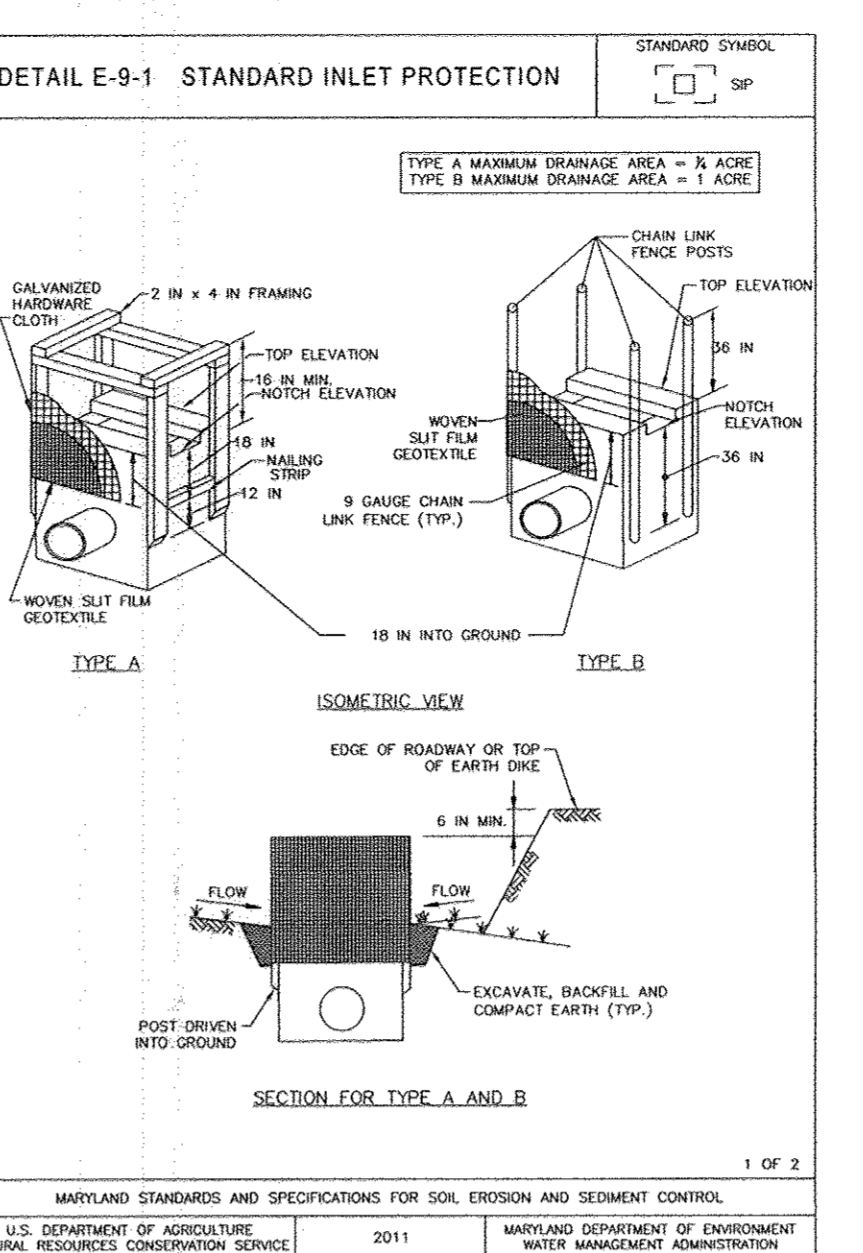 DETAIL E-9-1 STANDARD INLET PROTECTION
STANDARD SYMBOL
SIP
TYPE A MAXIMUM DRAINAGE AREA = ¼ ACRE
TYPE B MAXIMUM DRAINAGE AREA = 1 ACRE
GALVANIZED
HARDWARE
CLOTH
2 IN x 4 IN FRAMING
TOP ELEVATION
16 IN MIN.
NOTCH ELEVATION
18 IN
NAILING
STRIP
12 IN
WOVEN SLIT FILM
GEOTEXTILE
TYPE A
CHAIN LINK
FENCE POSTS
TOP ELEVATION
36 IN
NOTCH
ELEVATION
36 IN
WOVEN
SLIT FILM
GEOTEXTILE
9 GAUGE CHAIN
LINK FENCE (TYP.)
18 IN INTO GROUND
TYPE B
ISOMETRIC VIEW
EDGE OF ROADWAY OR TOP
OF EARTH DIKE
6 IN MIN.
FLOW
FLOW
EXCAVATE, BACKFILL AND
COMPACT EARTH (TYP.)
POST DRIVEN
INTO GROUND
SECTION FOR TYPE A AND B
1 OF 2
MARYLAND STANDARDS AND SPECIFICATIONS FOR SOIL EROSION AND SEDIMENT CONTROL
U.S. DEPARTMENT OF AGRICULTURE
RESOURCES CONSERVATION SERVICE
2011
MARYLAND DEPARTMENT OF ENVIRONMENT
WATER MANAGEMENT ADMINISTRATION